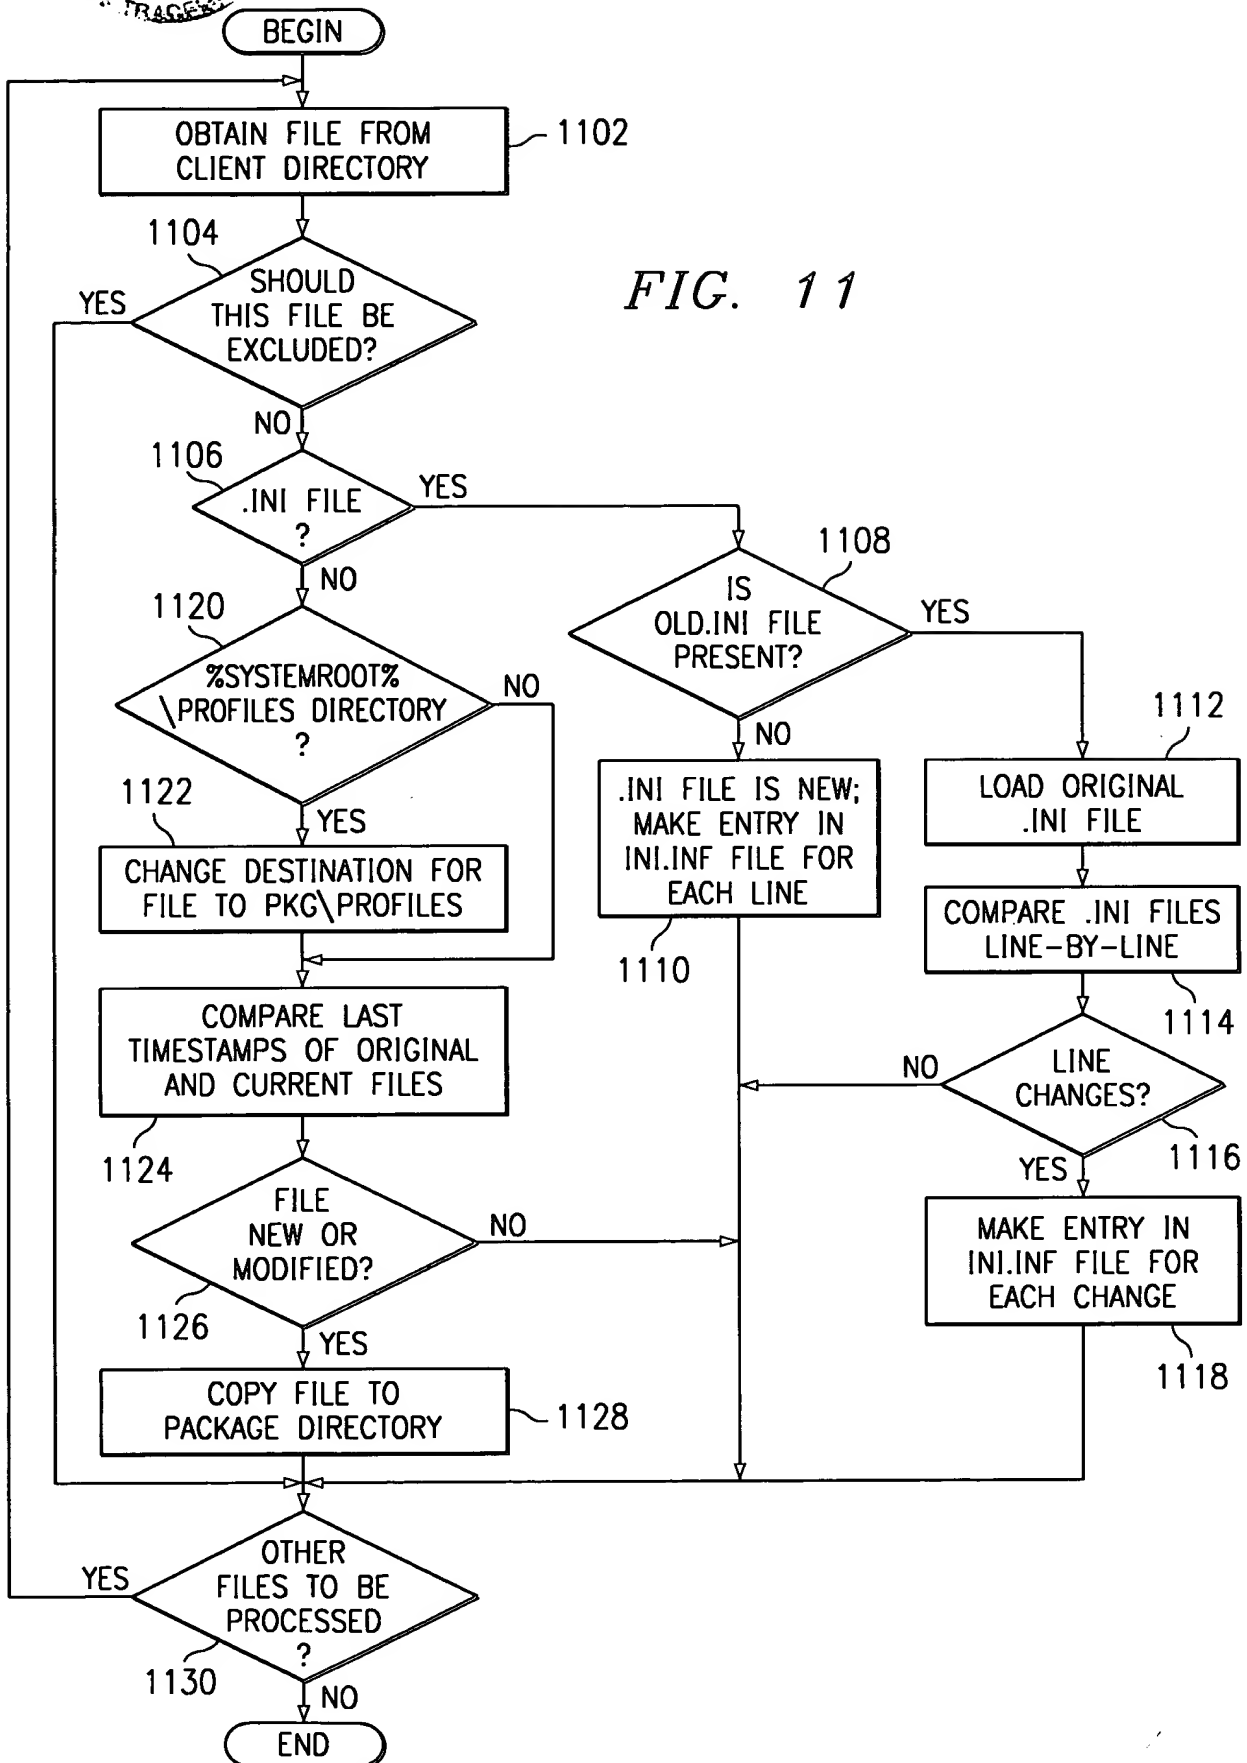 BEGIN
OBTAIN FILE FROM
CLIENT DIRECTORY
1102
1104
SHOULD
THIS FILE BE
EXCLUDED?
YES
NO
FIG. 11
1106
.INI FILE
?
YES
NO
1108
IS
OLD.INI FILE
PRESENT?
YES
NO
1120
%SYSTEMROOT%
\PROFILES DIRECTORY
?
NO
YES
1122
CHANGE DESTINATION FOR
FILE TO PKG\PROFILES
.INI FILE IS NEW;
MAKE ENTRY IN
INI.INF FILE FOR
EACH LINE
1110
1112
LOAD ORIGINAL
.INI FILE
COMPARE .INI FILES
LINE-BY-LINE
1114
COMPARE LAST
TIMESTAMPS OF ORIGINAL
AND CURRENT FILES
1124
LINE
CHANGES?
NO
YES
1116
FILE
NEW OR
MODIFIED?
NO
YES
1126
MAKE ENTRY IN
INI.INF FILE FOR
EACH CHANGE
1118
COPY FILE TO
PACKAGE DIRECTORY
1128
OTHER
FILES TO BE
PROCESSED
?
YES
NO
1130
END